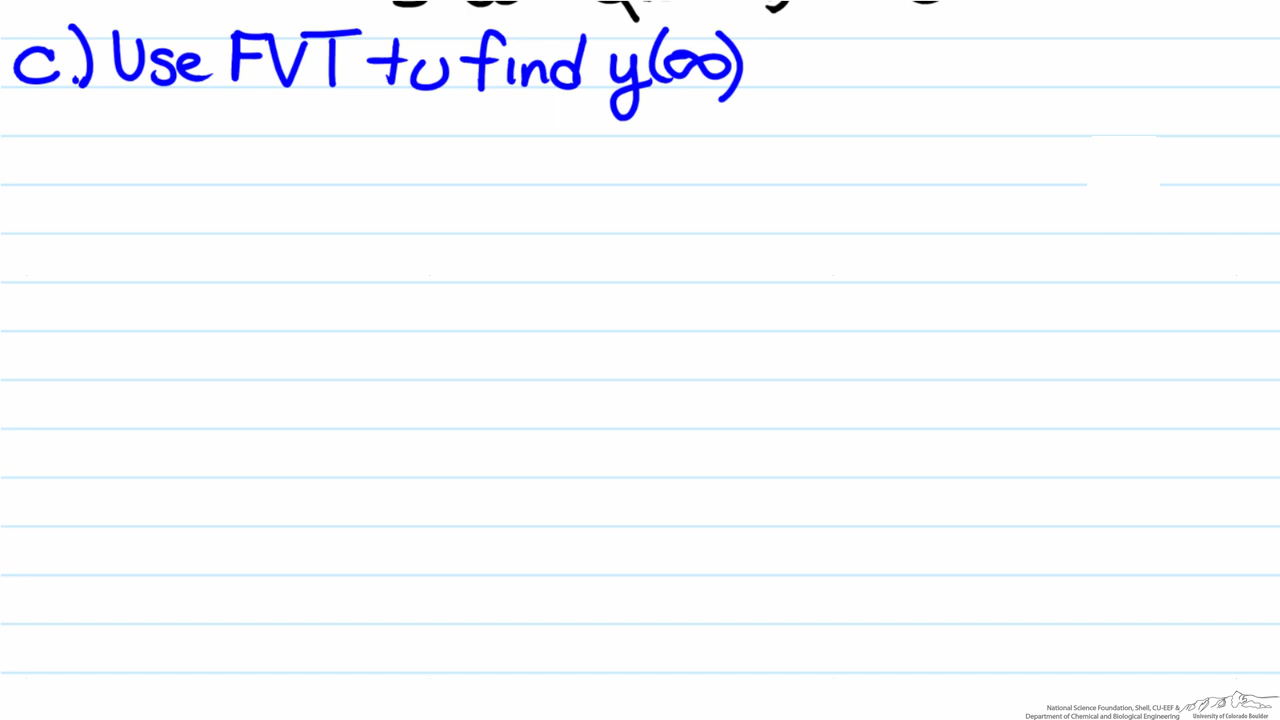 c.) Use FVT to find y(∞)
National Science Foundation, Shell, CU-EEF &
Department of Chemical and Biological Engineering
University of Colorado Boulder